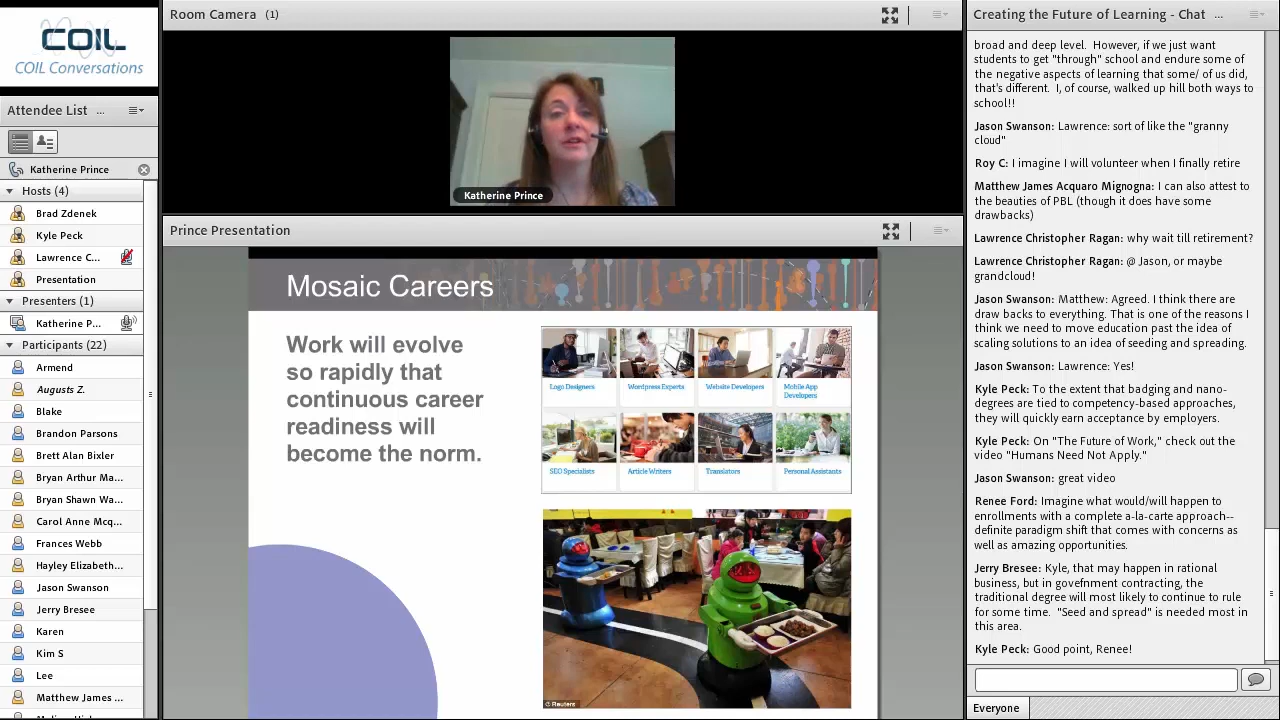 COIL
COIL Conversations
Attendee List ...
Katherine Prince
Hosts (4)
Brad Zdenek
Kyle Peck
Lawrence C...
Presentation
Presenters (1)
Katherine P...
Participants (22)
Armend
Augusts Z.
Blake
Brandon Parsons
Brett Alan Bixler
Bryan Arthur Ma...
Bryan Shawn Wa...
Carol Anne Mcq...
Frances Webb
Hayley Elizabeth...
Jason Swanson
Jerry Bresee
Karen
Kim S
Lee
Matthew James ...
Room Camera (1)
Katherine Prince
Prince Presentation
Mosaic Careers
Work will evolve
so rapidly that
continuous career
readiness will
become the norm.
Logo Designers
Wordpress Experts
Website Developers
Mobile App
Developers
SEO Specialists
Article Writers
Translators
Personal Assistants
© Reuters
Creating the Future of Learning - Chat ...
broad and deep level. However, if we just want
students to get "through" school and endure some of
the negative aspects of learning that some/ of us did,
that's different. I, of course, walked up hill both ways to
school!!!
Jason Swanson: Lawrence: sort of like the "granny
cloud"
Roy C: I imagine I will volunteer when I finally retire
Matthew James Aquaro Mignogna: I keep going back to
the beauties of PBL (though it does have some
drawbacks)
Lawrence Christopher Ragan: why wait till retirement?
Lawrence Christopher Ragan: @ Jason, or maybe
grandcloud!
Jason Swanson: Matthew: Agreed. I think there are
draw backs to everything. That is one of the reasons I
think it is important to move on past the idea of
scaling solutions to an idea of seeding and spreading.
Jason Swanson: Lawrence: Yes!
Kyle Peck: And if these emerging alternatives to
degrees are tied to competency-based approaches,
they will quickly earn acceptance by employers.
Kyle Peck: On "The Future of Work," check out the
video "Humans Need Not Apply."
Jason Swanson: great video
Renee Ford: Imagine what would/will happen to
endowments with a complete a-la-carte approach--
definite paradigm shift that comes with concerns as
well as amazing opportunities.
Jerry Bresee: Kyle, that may happen in rational
business, but in govefnment contracting, the
traditional degree will most likely to continue to rule
for some time. "Seed and spread" is needed most in
this area.
Kyle Peck: Good point, Renee!
Everyone